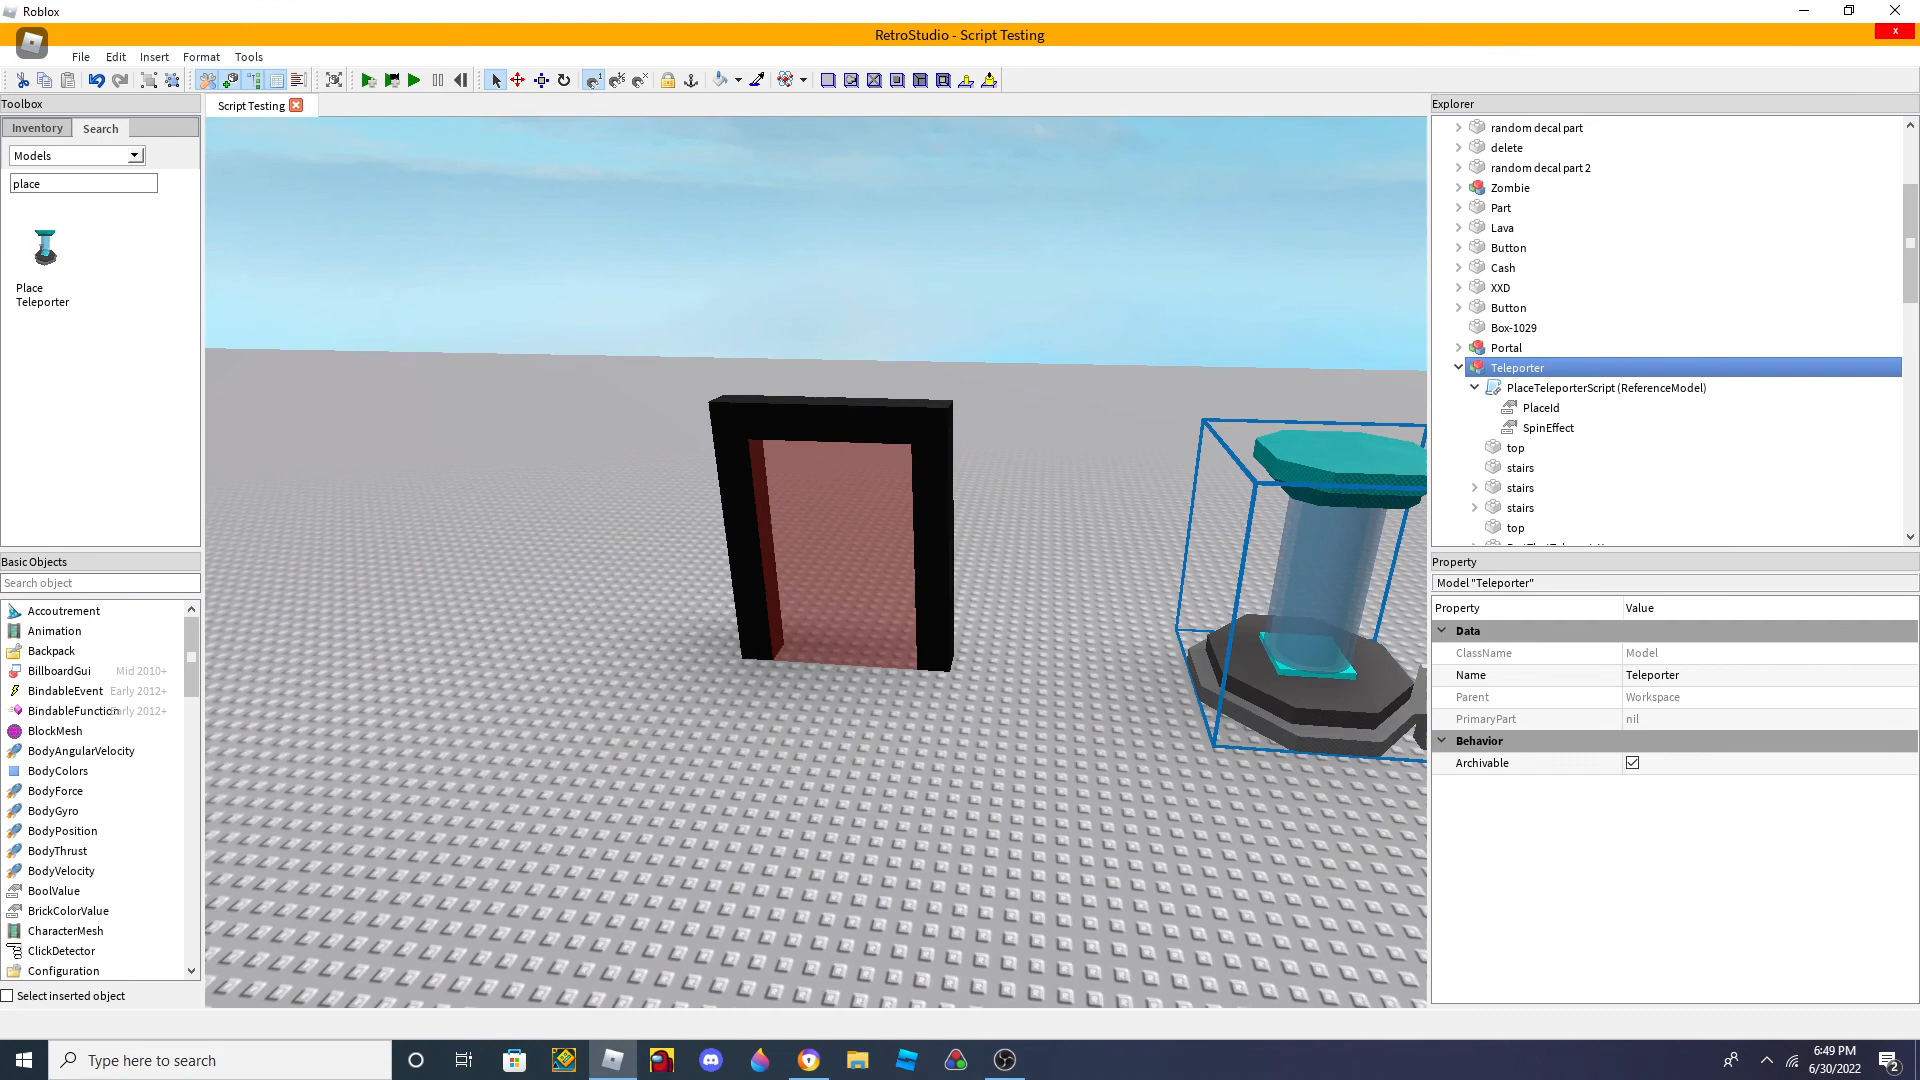 Roblox
RetroStudio - Script Testing
x
File Edit Insert Format Tools
Toolbox
Inventory Search
Models
place
Place
Teleporter
Basic Objects
Search object
Accoutrement
Animation
Backpack
BillboardGui Mid 2010+
BindableEvent Early 2012+
BindableFunction Early 2012+
BlockMesh
BodyAngularVelocity
BodyColors
BodyForce
BodyGyro
BodyPosition
BodyThrust
BodyVelocity
BoolValue
BrickColorValue
CharacterMesh
ClickDetector
Configuration
Select inserted object
Script Testing
Explorer
random decal part
delete
random decal part 2
Zombie
Part
Lava
Button
Cash
XXD
Button
Box-1029
Portal
Teleporter
PlaceTeleporterScript (ReferenceModel)
PlaceId
SpinEffect
top
stairs
stairs
stairs
top
Property
Model "Teleporter"
Property Value
Data
ClassName Model
Name Teleporter
Parent Workspace
PrimaryPart nil
Behavior
Archivable
Type here to search
6:49 PM
6/30/2022
2